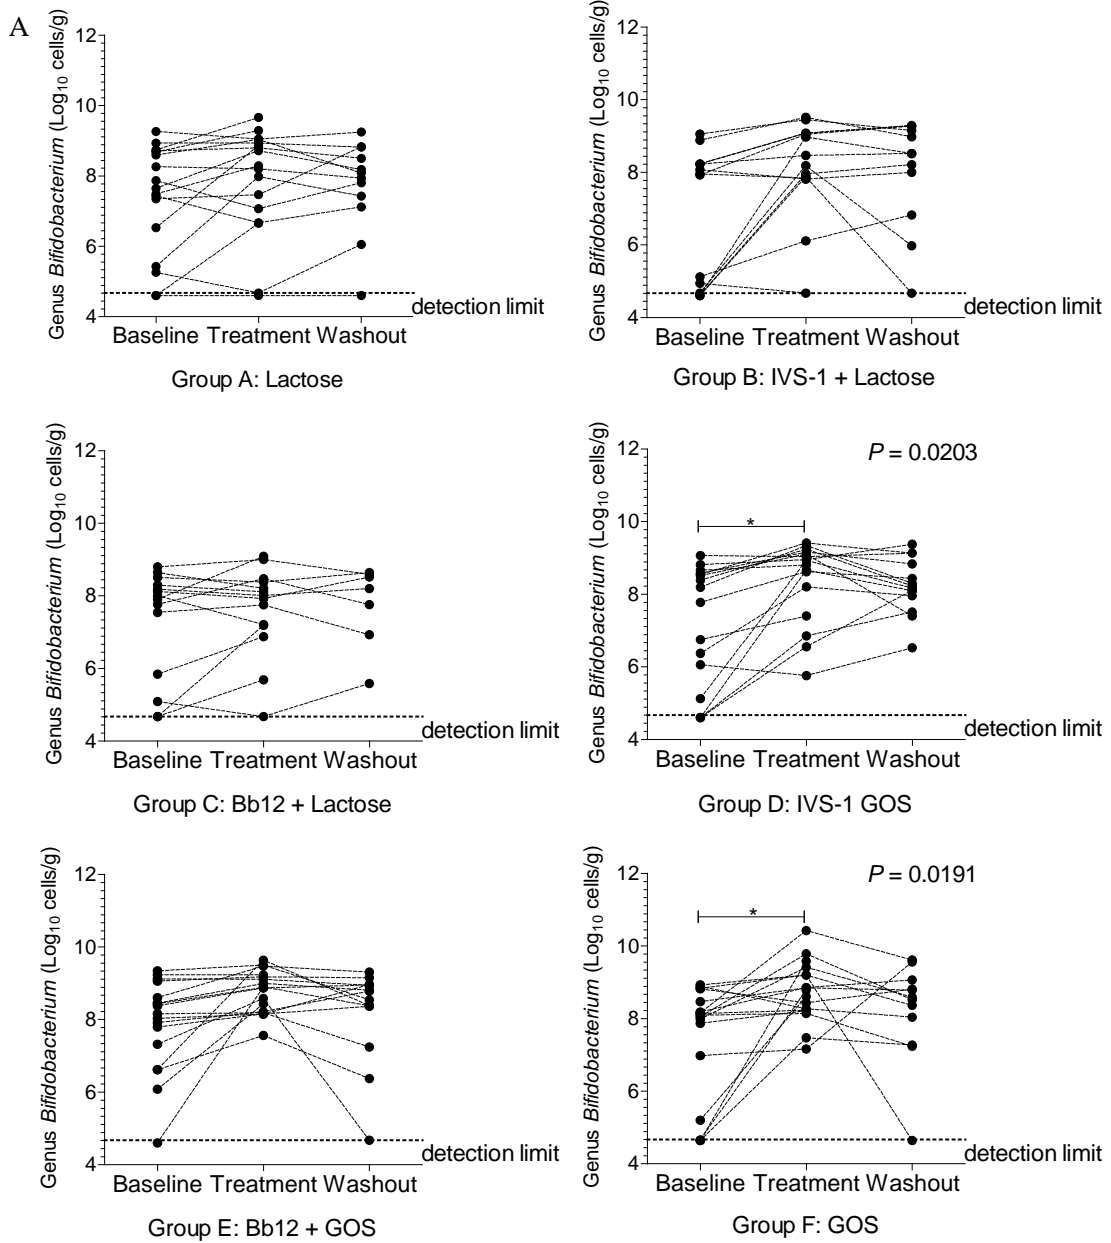 A
Genus Bifidobacterium (Log10 cells/g)
12
10
8
6
4
detection limit
Baseline Treatment Washout
Group A: Lactose
Genus Bifidobacterium (Log10 cells/g)
12
10
8
6
4
detection limit
Baseline Treatment Washout
Group B: IVS-1 + Lactose
Genus Bifidobacterium (Log10 cells/g)
12
10
8
6
4
detection limit
Baseline Treatment Washout
Group C: Bb12 + Lactose
Genus Bifidobacterium (Log10 cells/g)
12
10
8
6
4
P = 0.0203
*
detection limit
Baseline Treatment Washout
Group D: IVS-1 GOS
Genus Bifidobacterium (Log10 cells/g)
12
10
8
6
4
detection limit
Baseline Treatment Washout
Group E: Bb12 + GOS
Genus Bifidobacterium (Log10 cells/g)
12
10
8
6
4
P = 0.0191
*
detection limit
Baseline Treatment Washout
Group F: GOS